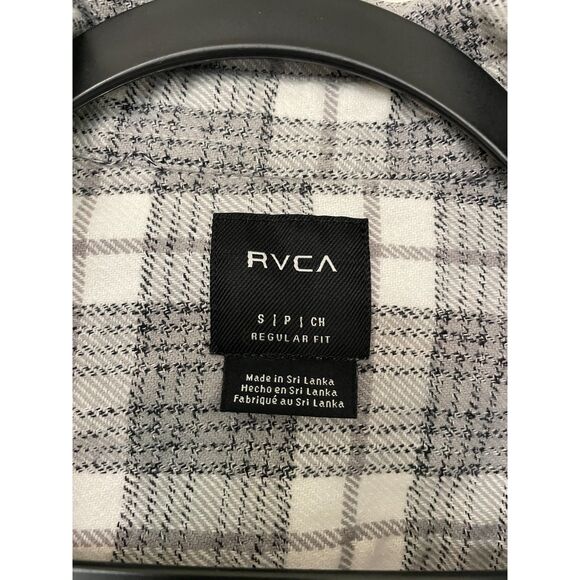 RVCA
S | P | CH
REGULAR FIT
Made in Sri Lanka
Hecho en Sri Lanka
Fabriqué au Sri Lanka